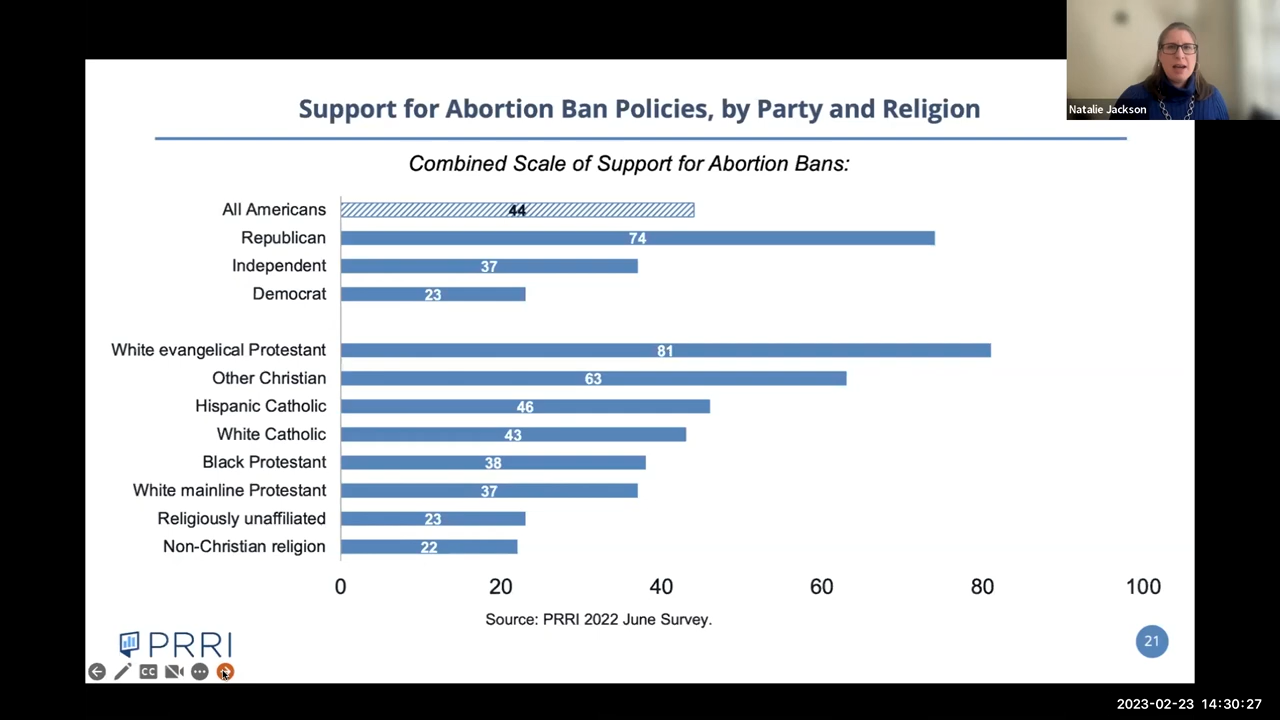 Support for Abortion Ban Policies, by Party and Religion
Natalie Jackson
Combined Scale of Support for Abortion Bans:
All Americans 44
Republican 74
Independent 37
Democrat 23
White evangelical Protestant 81
Other Christian 63
Hispanic Catholic 46
White Catholic 43
Black Protestant 38
White mainline Protestant 37
Religiously unaffiliated 23
Non-Christian religion 22
0 20 40 60 80 100
Source: PRRI 2022 June Survey.
PRRI
21
CC
2023-02-23 14:30:27